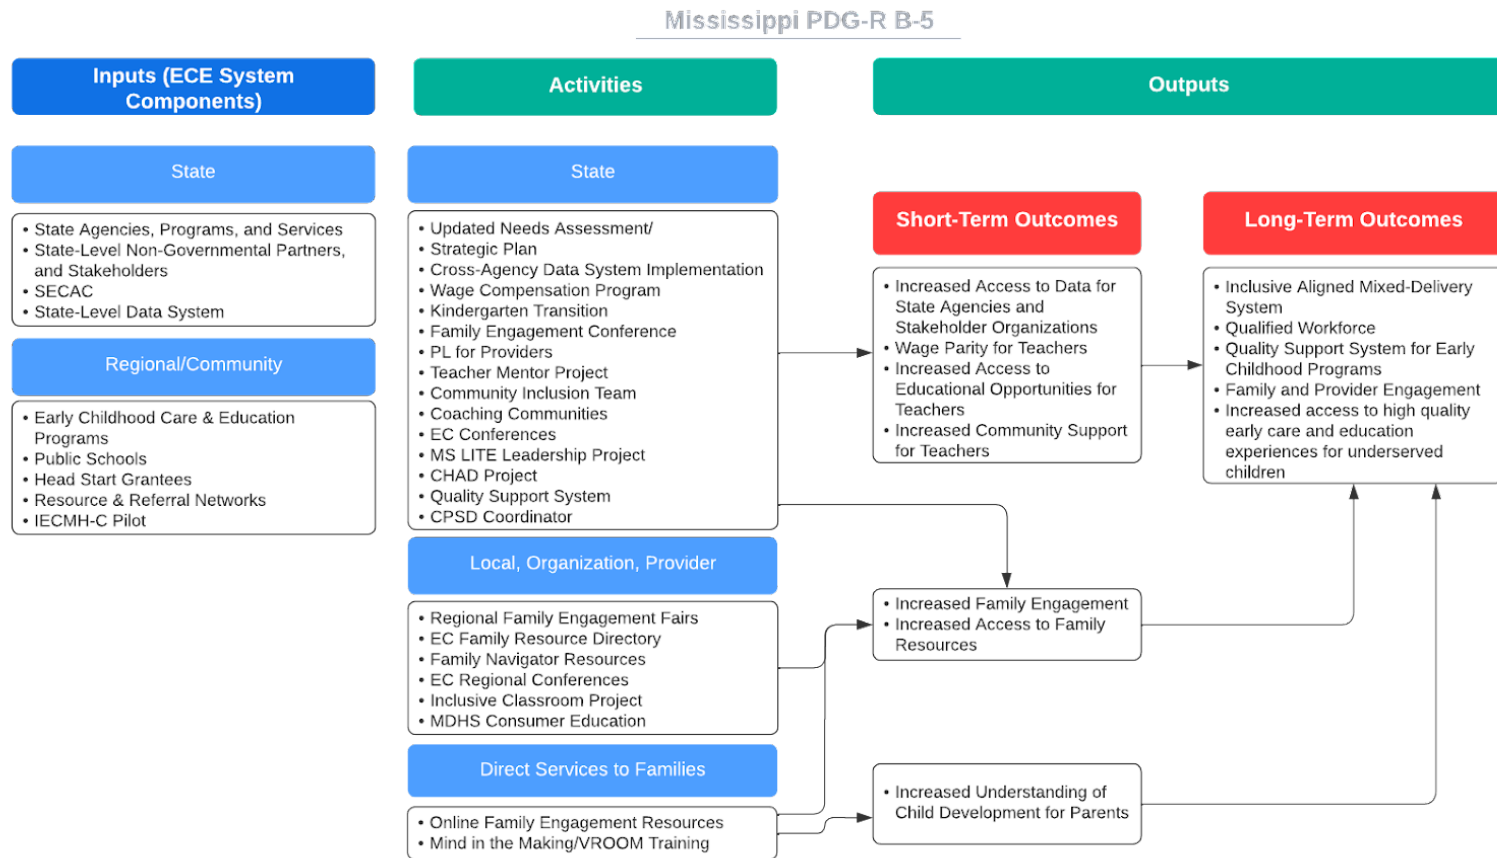 Mississippi PDG-R B-5
Inputs (ECE System
Components)
State
• State Agencies, Programs, and Services
• State-Level Non-Governmental Partners,
and Stakeholders
• SECAC
• State-Level Data System
Regional/Community
• Early Childhood Care & Education
Programs
• Public Schools
• Head Start Grantees
• Resource & Referral Networks
• IECMH-C Pilot
Activities
State
• Updated Needs Assessment/
• Strategic Plan
• Cross-Agency Data System Implementation
• Wage Compensation Program
• Kindergarten Transition
• Family Engagement Conference
• PL for Providers
• Teacher Mentor Project
• Community Inclusion Team
• Coaching Communities
• EC Conferences
• MS LITE Leadership Project
• CHAD Project
• Quality Support System
• CPSD Coordinator
Local, Organization, Provider
• Regional Family Engagement Fairs
• EC Family Resource Directory
• Family Navigator Resources
• EC Regional Conferences
• Inclusive Classroom Project
• MDHS Consumer Education
Direct Services to Families
• Online Family Engagement Resources
• Mind in the Making/VROOM Training
Outputs
Short-Term Outcomes
• Increased Access to Data for
State Agencies and
Stakeholder Organizations
• Wage Parity for Teachers
• Increased Access to
Educational Opportunities for
Teachers
• Increased Community Support
for Teachers
• Increased Family Engagement
• Increased Access to Family
Resources
• Increased Understanding of
Child Development for Parents
Long-Term Outcomes
• Inclusive Aligned Mixed-Delivery
System
• Qualified Workforce
• Quality Support System for Early
Childhood Programs
• Family and Provider Engagement
• Increased access to high quality
early care and education
experiences for underserved
children